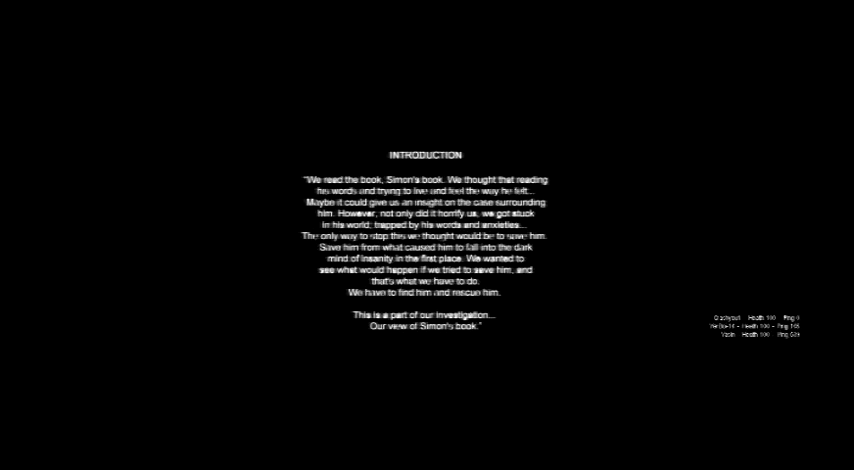 INTRODUCTION
"We read the book, Simon's book. We thought that reading
his words and trying to live and feel the way he felt...
Maybe it could give us an insight on the case surrounding
him. However, not only did it horrify us, we got stuck
in his world; trapped by his words and anxieties...
The only way to stop this we thought would be to save him.
Save him from what caused him to fall into the dark
mind of insanity in the first place. We wanted to
see what would happen if we tried to save him, and
that's what we have to do.
We have to find him and rescue him.
This is a part of our investigation...
Our view of Simon's book."
Health 100 Ping
Health 100 - Ping
Health 100 Ping